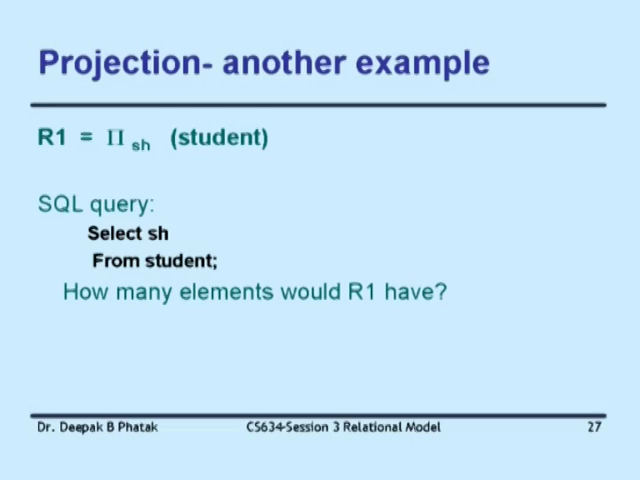 Projection- another example
R1 = Π sh (student)
SQL query:
Select sh
From student;
How many elements would R1 have?
Dr. Deepak B Phatak CS634-Session 3 Relational Model 27